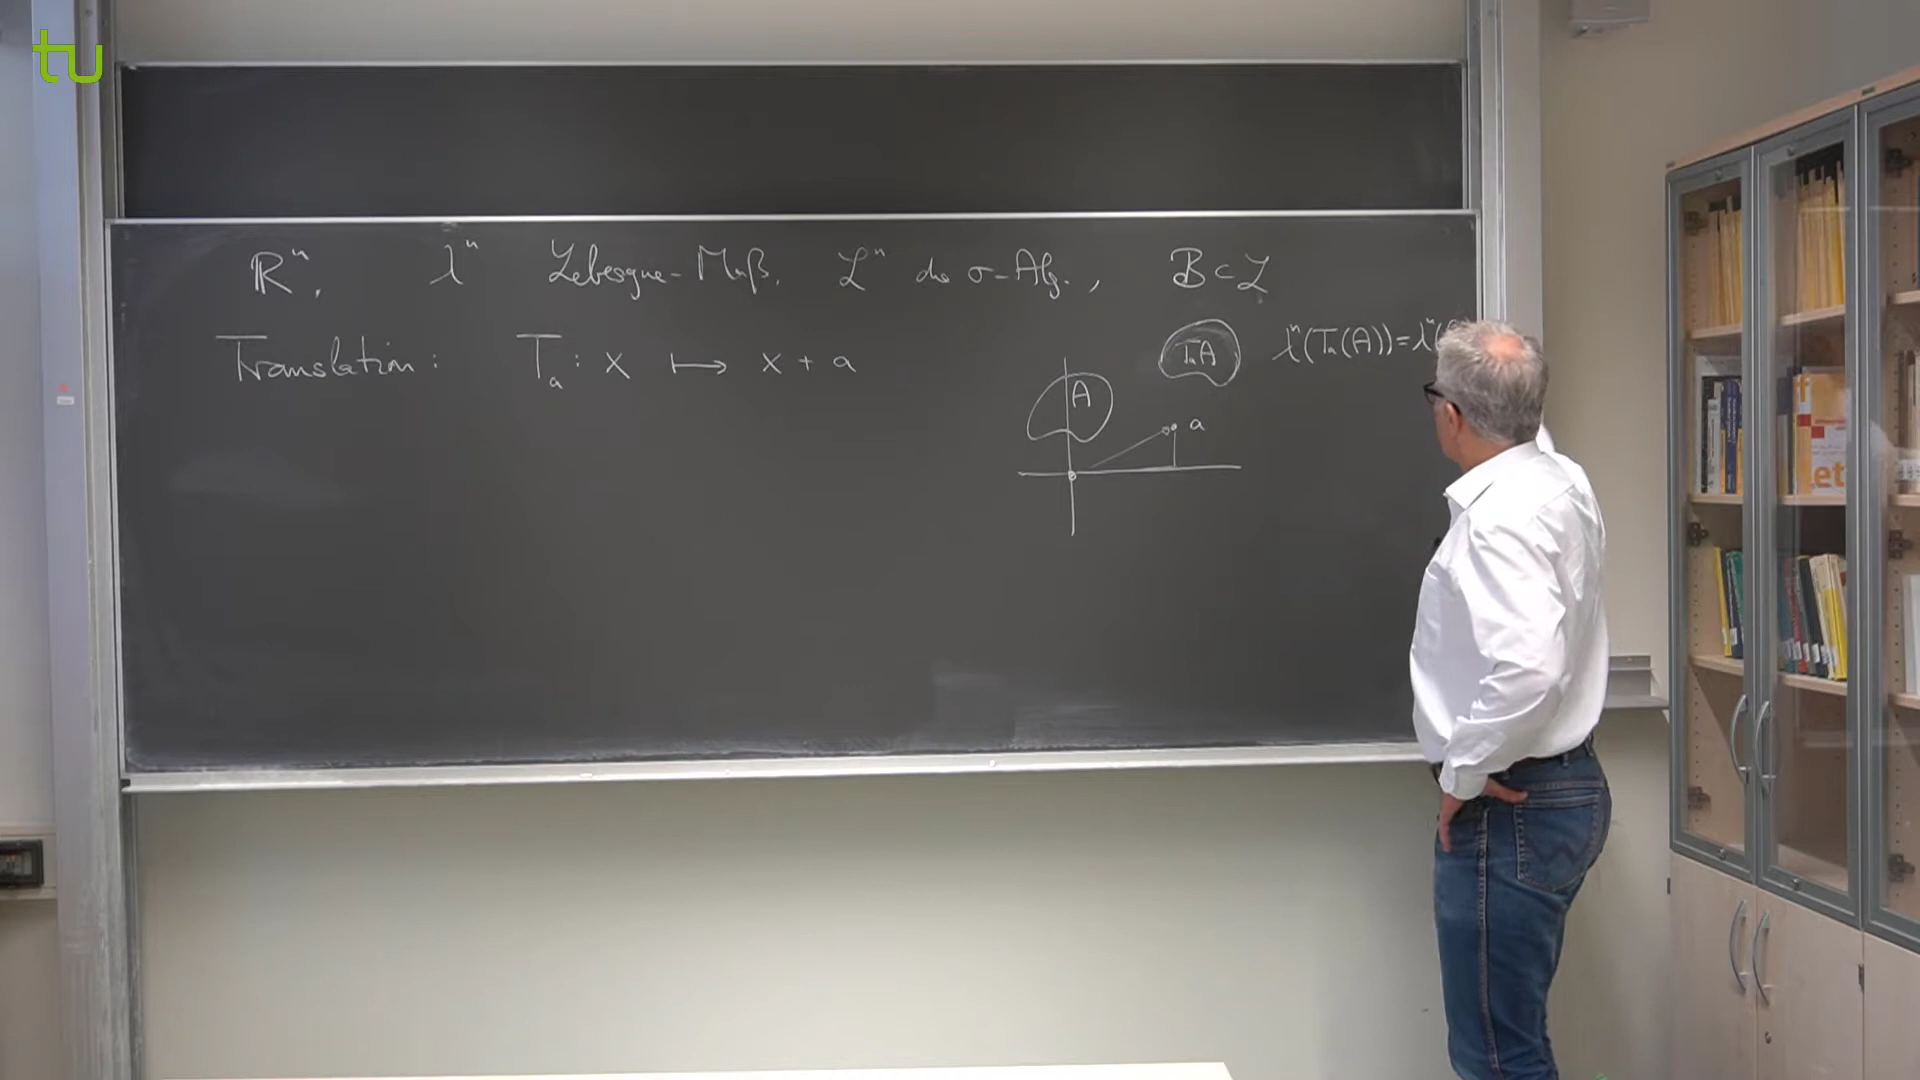 tu
ℝⁿ, λⁿ Lebesgue-Maß, ℒⁿ die σ-Alg., B ⊂ ℒ
Translation: Tₐ: x ↦ x + a
TₐA λⁿ(Tₐ(A)) = λⁿ(
A
a